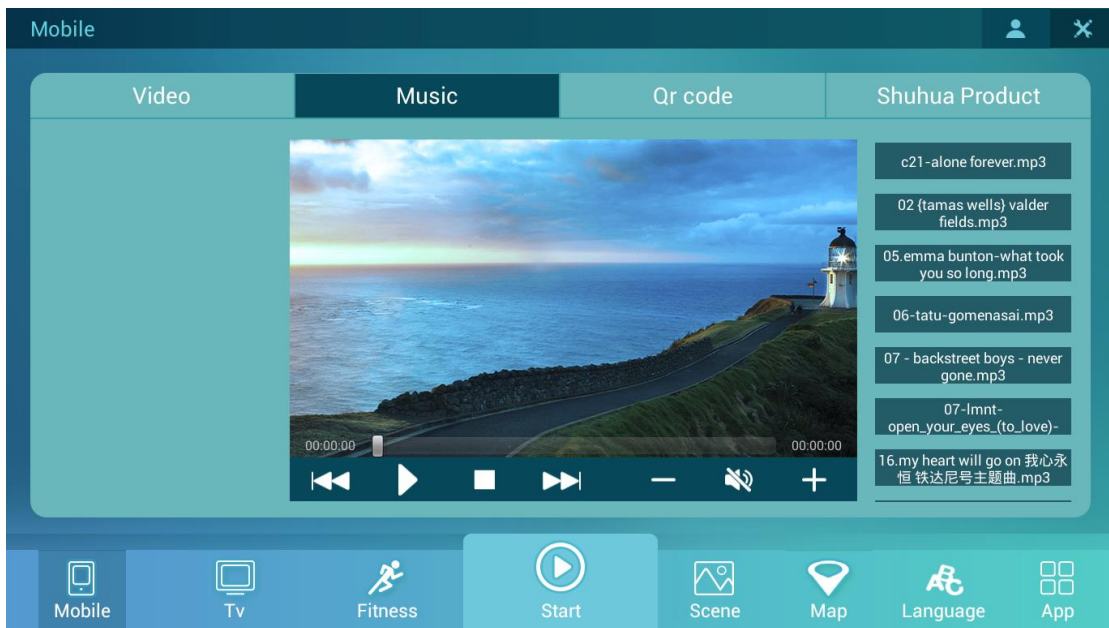 Mobile
Video
Music
Qr code
Shuhua Product
c21-alone forever.mp3
02 {tamas wells} valder
fields.mp3
05.emma bunton-what took
you so long.mp3
06-tatu-gomenasai.mp3
07 - backstreet boys - never
gone.mp3
07-lmnt-
open_your_eyes_(to_love)-
16.my heart will go on 我心永
恒 铁达尼号主题曲.mp3
00:00:00
00:00:00
Mobile
Tv
Fitness
Start
Scene
Map
Language
App